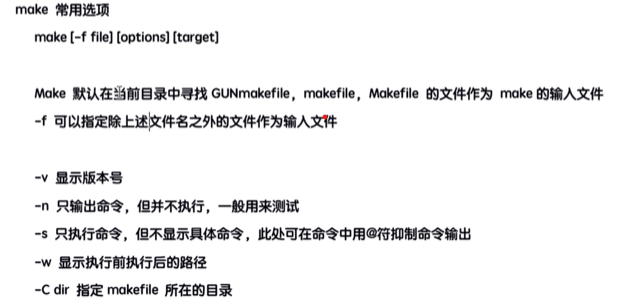 make 常用选项
make [-f file] [options] [target]
Make 默认在当前目录中寻找 GUNmakefile，makefile，Makefile 的文件作为 make 的输入文件
-f 可以指定除上述文件名之外的文件作为输入文件
-v 显示版本号
-n 只输出命令，但并不执行，一般用来测试
-s 只执行命令，但不显示具体命令，此处可在命令中用@符抑制命令输出
-w 显示执行前执行后的路径
-C dir 指定 makefile 所在的目录